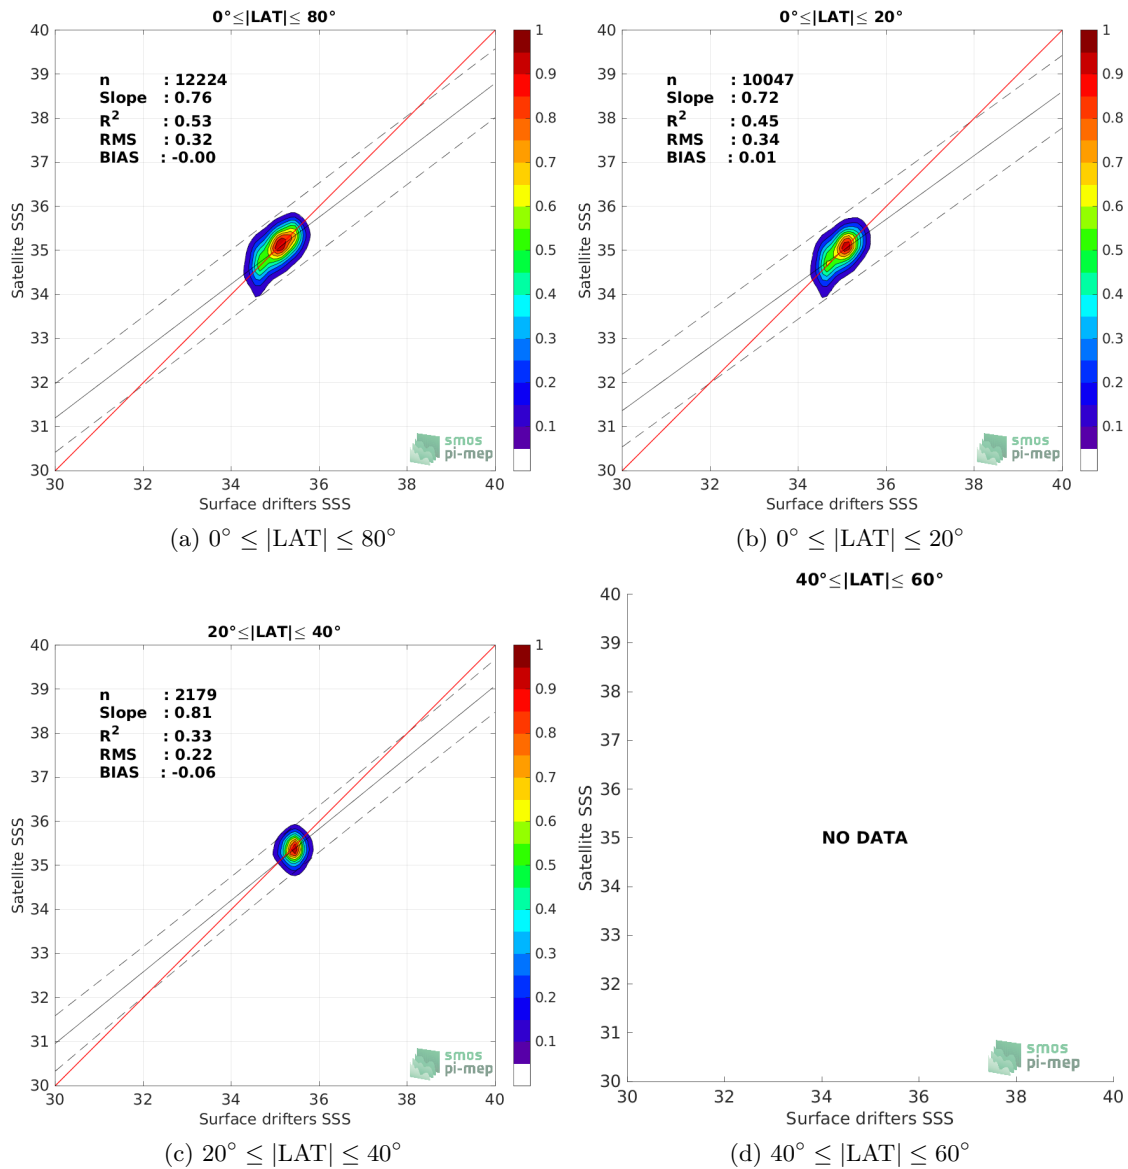 0°≤|LAT|≤ 80°
40
39
38
37
36
35
34
33
32
31
30
30 32 34 36 38 40
Satellite SSS
Surface drifters SSS
n : 12224
Slope : 0.76
R² : 0.53
RMS : 0.32
BIAS : -0.00
1
0.9
0.8
0.7
0.6
0.5
0.4
0.3
0.2
0.1
smos
pi-mep
(a) 0° ≤ |LAT| ≤ 80°
0°≤|LAT|≤ 20°
40
39
38
37
36
35
34
33
32
31
30
30 32 34 36 38 40
Satellite SSS
Surface drifters SSS
n : 10047
Slope : 0.72
R² : 0.45
RMS : 0.34
BIAS : 0.01
1
0.9
0.8
0.7
0.6
0.5
0.4
0.3
0.2
0.1
smos
pi-mep
(b) 0° ≤ |LAT| ≤ 20°
20°≤|LAT|≤ 40°
40
39
38
37
36
35
34
33
32
31
30
30 32 34 36 38 40
Satellite SSS
Surface drifters SSS
n : 2179
Slope : 0.81
R² : 0.33
RMS : 0.22
BIAS : -0.06
1
0.9
0.8
0.7
0.6
0.5
0.4
0.3
0.2
0.1
smos
pi-mep
(c) 20° ≤ |LAT| ≤ 40°
40°≤|LAT|≤ 60°
40
39
38
37
36
35
34
33
32
31
30
30 32 34 36 38 40
Satellite SSS
Surface drifters SSS
NO DATA
smos
pi-mep
(d) 40° ≤ |LAT| ≤ 60°